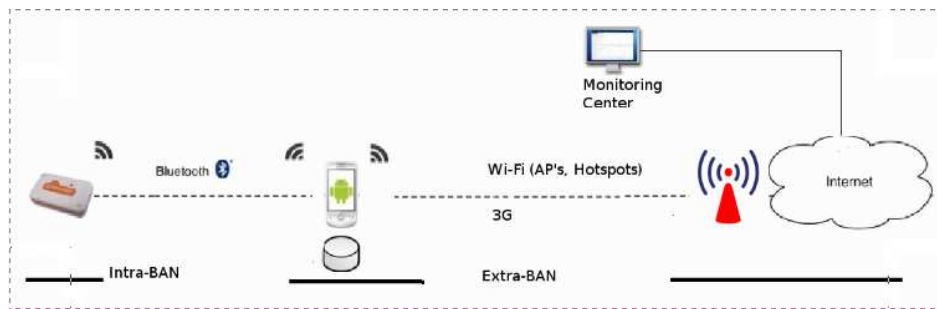 Monitoring
Center
Bluetooth
Wi-Fi (AP's, Hotspots)
Internet
3G
Intra-BAN
Extra-BAN